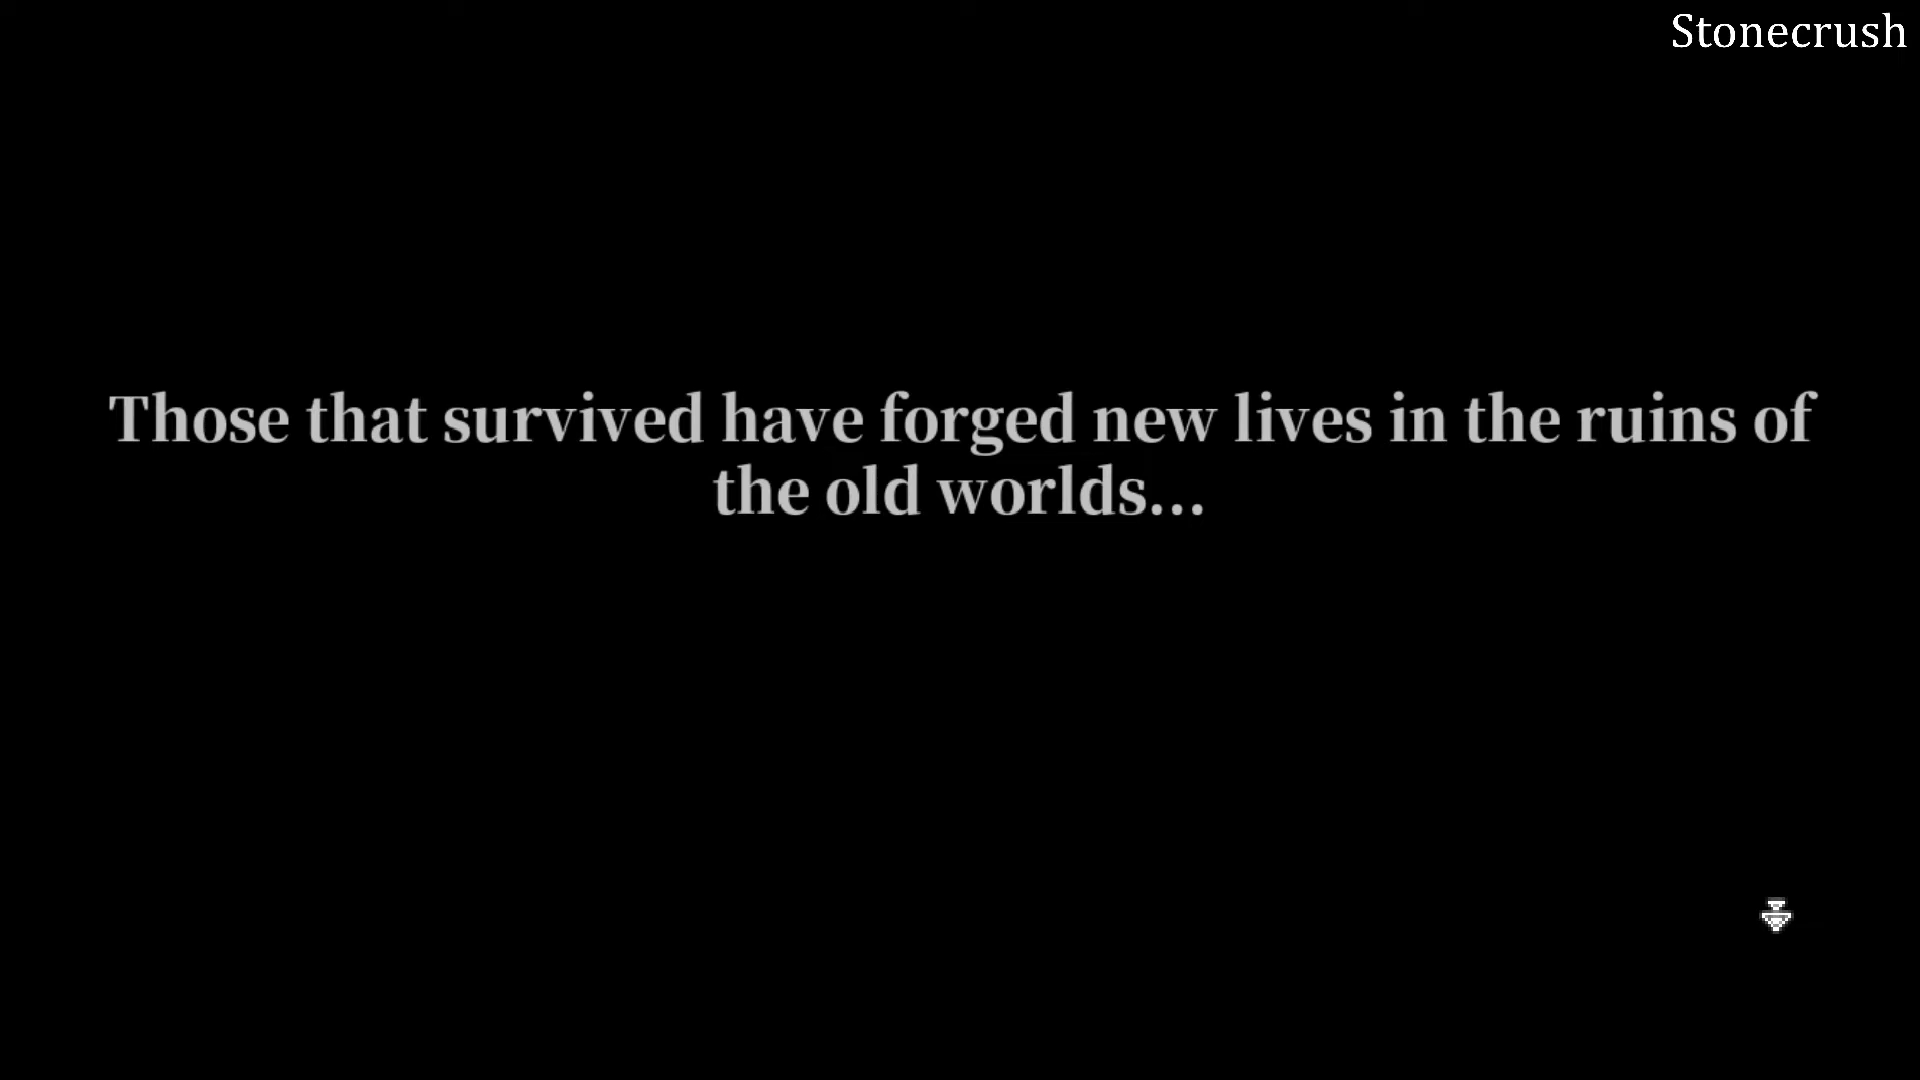 Stonecrush
Those that survived have forged new lives in the ruins of
the old worlds...